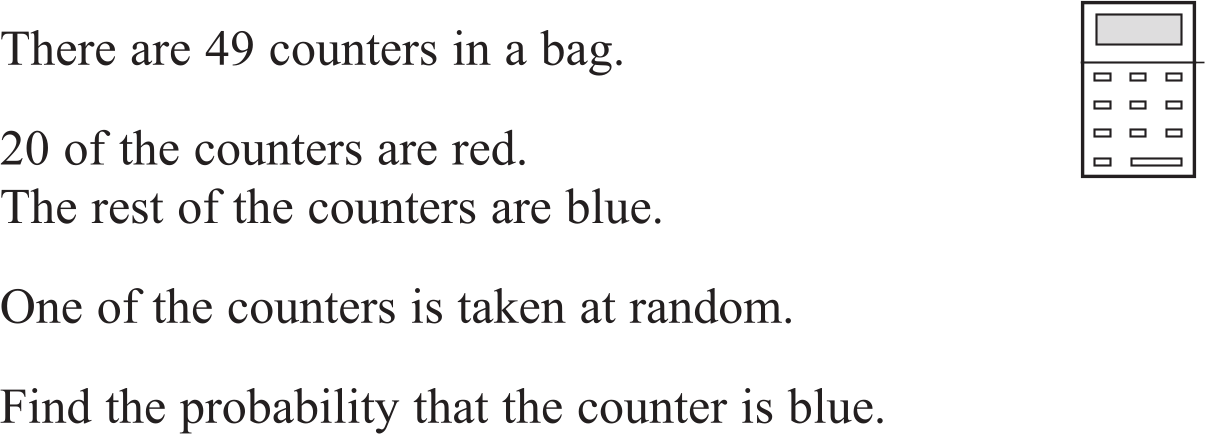 There are 49 counters in a bag.
20 of the counters are red.
The rest of the counters are blue.
One of the counters is taken at random.
Find the probability that the counter is blue.